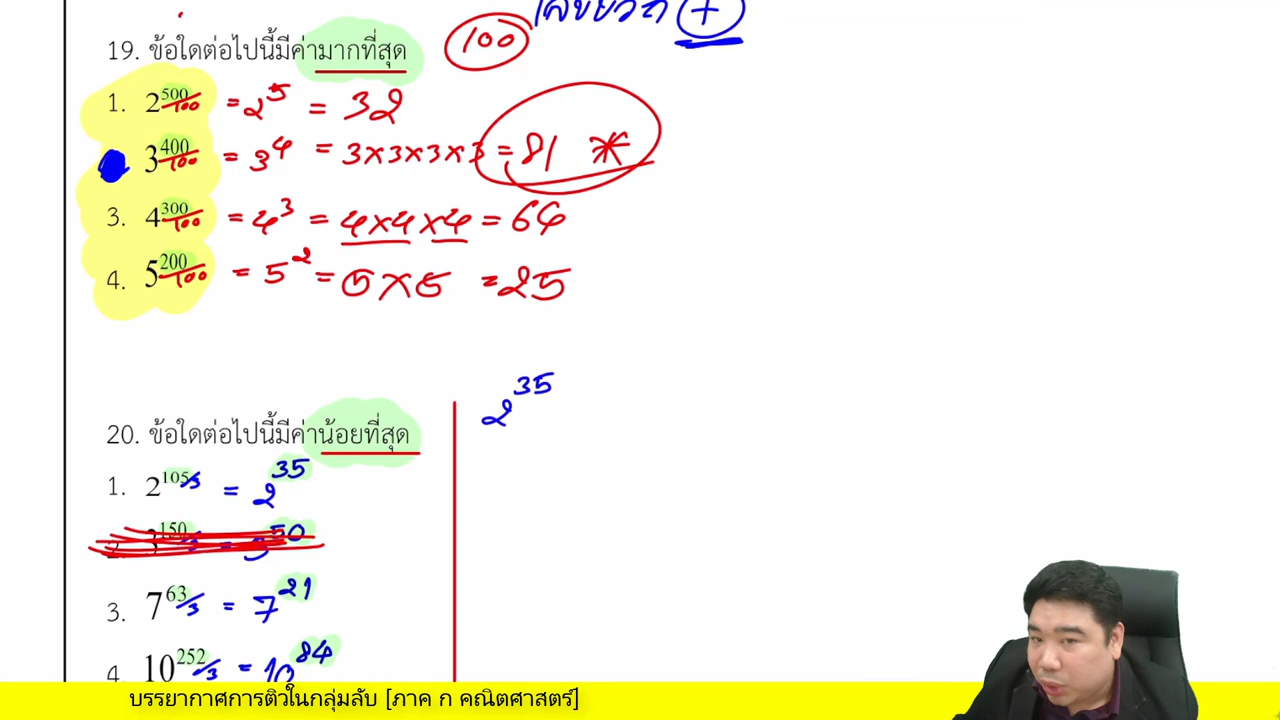 เลขยกกำลัง +
19. ข้อใดต่อไปนี้มีค่ามากที่สุด 100
1. 2^500/100 = 2^5 = 32
3^400/100 = 3^4 = 3×3×3×3 = 81 *
3. 4^300/100 = 4^3 = 4×4×4 = 64
4. 5^200/100 = 5^2 = 5×5 = 25
20. ข้อใดต่อไปนี้มีค่าน้อยที่สุด 2^35
1. 2^105/3 = 2^35
2. 3^150/3 = 3^50
3. 7^63/3 = 7^21
4. 10^252/3 = 10^84
บรรยากาศการติวในกลุ่มลับ [ภาค ก คณิตศาสตร์]